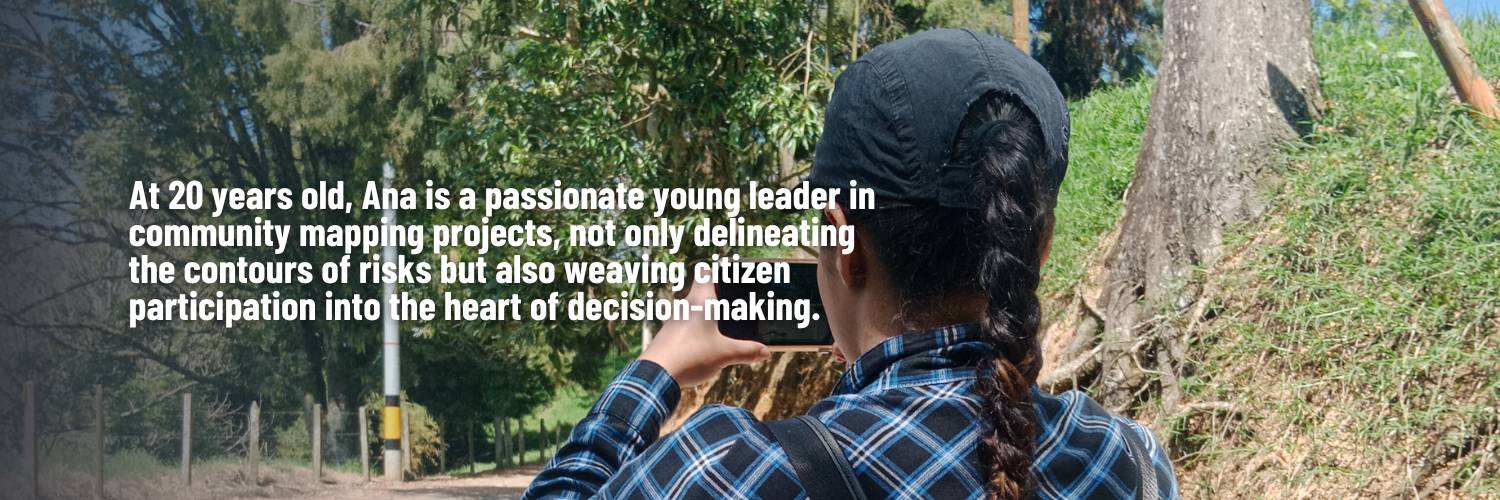 At 20 years old, Ana is a passionate young leader in
community mapping projects, not only delineating
the contours of risks but also weaving citizen
participation into the heart of decision-making.